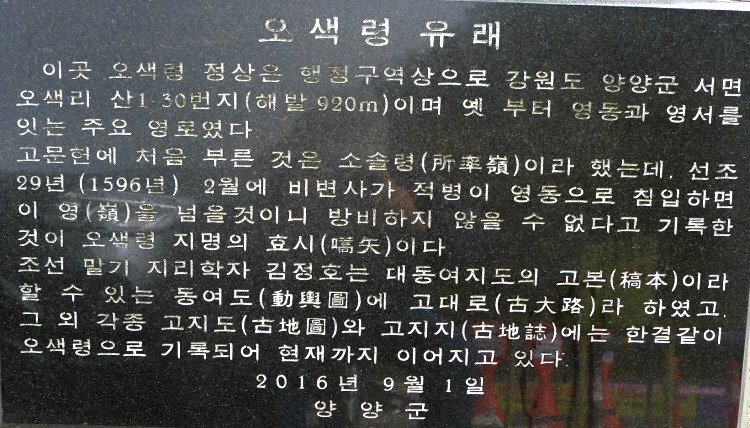 오색령 유래
이곳 오색령 정상은 행정구역상으로 강원도 양양군 서면
오색리 산1-30번지(해발 920m)이며 옛 부터 영동과 영서를
잇는 주요 영로였다
고문헌에 처음 부른 것은 소솔령(所率嶺)이라 했는데, 선조
29년 (1596년) 2월에 비변사가 적병이 영동으로 침입하면
이 영(嶺)을 넘을것이니 방비하지 않을 수 없다고 기록한
것이 오색령 지명의 효시(嚆矢)이다
조선 말기 지리학자 김정호는 대동여지도의 고본(稿本)이라
할 수 있는 동여도(動輿圖)에 고대로(古大路)라 하였고,
그 외 각종 고지도(古地圖)와 고지지(古地誌)에는 한결같이
오색령으로 기록되어 현재까지 이어지고 있다.
2016년 9월 1일
양양군